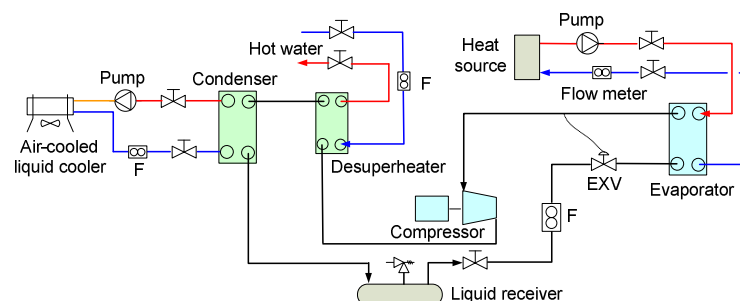 Hot water
Pump
Condenser
F
Heat
source
Pump
Flow meter
Air-cooled
liquid cooler
F
Desuperheater
EXV
Evaporator
Compressor
F
Liquid receiver